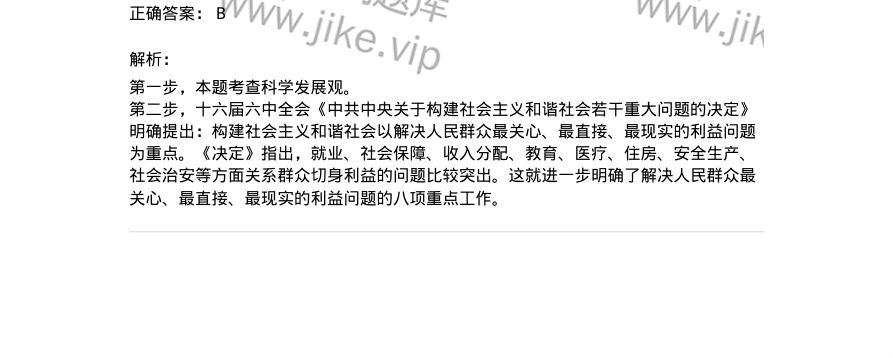 题库
www.jike.vip
www.jike
正确答案： B
解析：
第一步，本题考查科学发展观。
第二步，十六届六中全会《中共中央关于构建社会主义和谐社会若干重大问题的决定》
明确提出：构建社会主义和谐社会以解决人民群众最关心、最直接、最现实的利益问题
为重点。《决定》指出，就业、社会保障、收入分配、教育、医疗、住房、安全生产、
社会治安等方面关系群众切身利益的问题比较突出。这就进一步明确了解决人民群众最
关心、最直接、最现实的利益问题的八项重点工作。